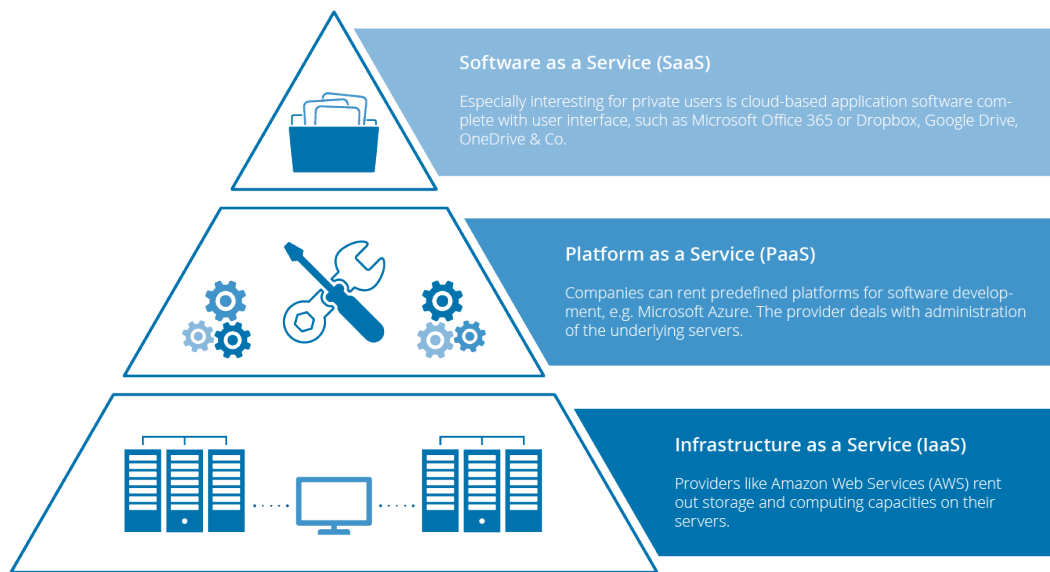 Software as a Service (SaaS)
Especially interesting for private users is cloud-based application software com-
plete with user interface, such as Microsoft Office 365 or Dropbox, Google Drive,
OneDrive & Co.
Platform as a Service (PaaS)
Companies can rent predefined platforms for software develop-
ment, e.g. Microsoft Azure. The provider deals with administration
of the underlying servers.
Infrastructure as a Service (IaaS)
Providers like Amazon Web Services (AWS) rent
out storage and computing capacities on their
servers.